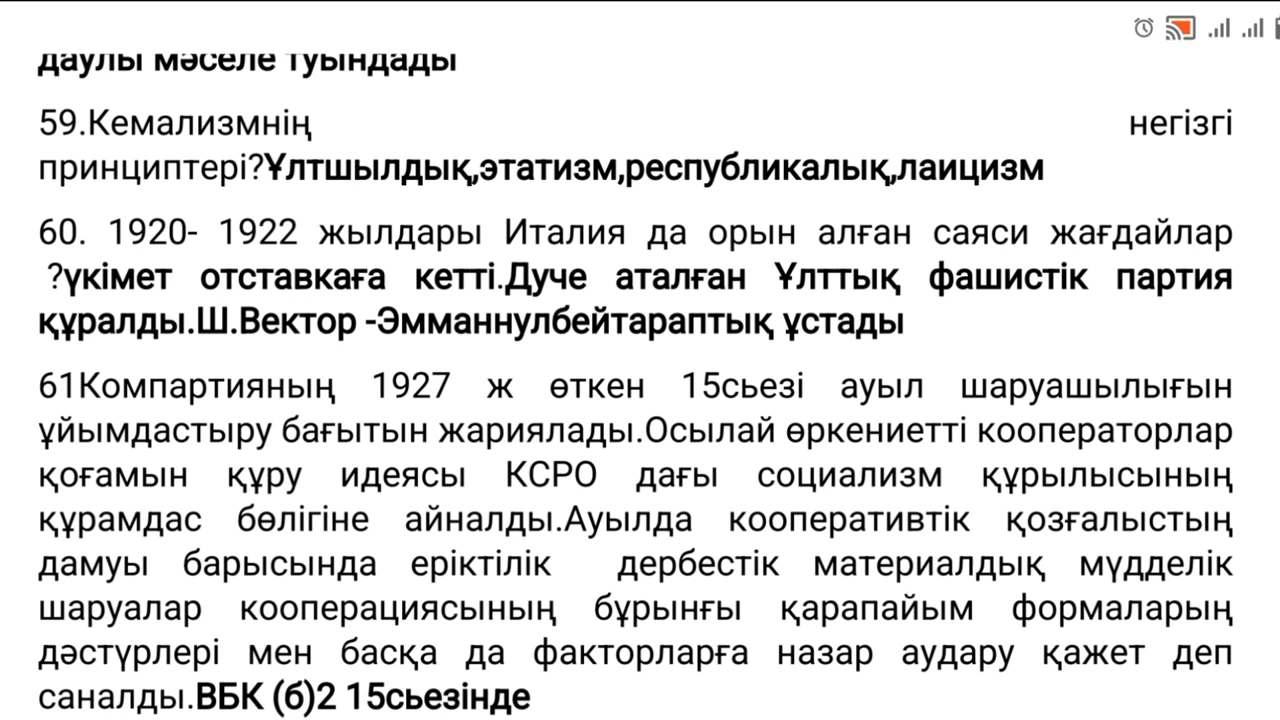 даулы мәселе туындады
59.Кемализмнің негізгі
принциптері?Ұлтшылдық,этатизм,республикалық,лаицизм
60. 1920- 1922 жылдары Италия да орын алған саяси жағдайлар
?үкімет отставкаға кетті.Дуче аталған Ұлттық фашистік партия
құралды.Ш.Вектор -Эмманнулбейтараптық ұстады
61Компартияның 1927 ж өткен 15сьезі ауыл шаруашылығын
ұйымдастыру бағытын жариялады.Осылай өркениетті кооператорлар
қоғамын құру идеясы КСРО дағы социализм құрылысының
құрамдас бөлігіне айналды.Ауылда кооперативтік қозғалыстың
дамуы барысында еріктілік дербестік материалдық мүдделік
шаруалар кооперациясының бұрынғы қарапайым формаларың
дәстүрлері мен басқа да факторларға назар аудару қажет деп
саналды.ВБК (б)2 15сьезінде